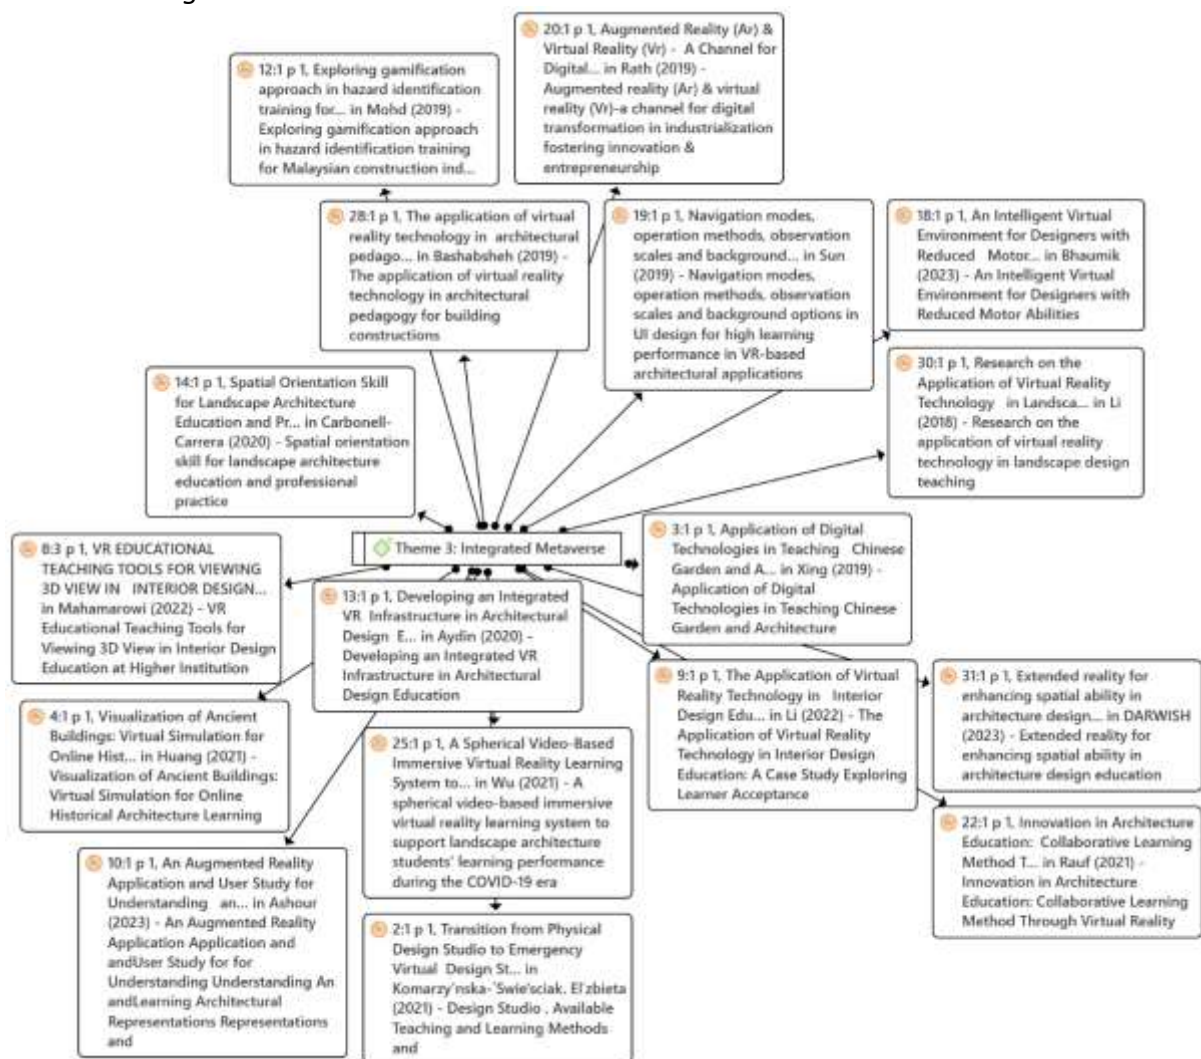 20:1 p 1, Augmented Reality (Ar) &
Virtual Reality (Vr) - A Channel for
Digital... in Rath (2019) -
Augmented reality (Ar) & virtual
reality (Vr)-a channel for digital
transformation in industrialization
fostering innovation &
entrepreneurship
12:1 p 1, Exploring gamification
approach in hazard identification
training for... in Mohd (2019) -
Exploring gamification approach
in hazard identification training
for Malaysian construction ind...
28:1 p 1, The application of virtual
reality technology in architectural
pedago... in Bashabsheh (2019) -
The application of virtual reality
technology in architectural
pedagogy for building
constructions
19:1 p 1, Navigation modes,
operation methods, observation
scales and background... in Sun
(2019) - Navigation modes,
operation methods, observation
scales and background options in
UI design for high learning
performance in VR-based
architectural applications
18:1 p 1, An Intelligent Virtual
Environment for Designers with
Reduced Motor... in Bhaumik
(2023) - An Intelligent Virtual
Environment for Designers with
Reduced Motor Abilities
30:1 p 1, Research on the
Application of Virtual Reality
Technology in Landsca... in Li
(2018) - Research on the
application of virtual reality
technology in landscape design
teaching
14:1 p 1, Spatial Orientation Skill
for Landscape Architecture
Education and Pr... in Carbonell-
Carrera (2020) - Spatial orientation
skill for landscape architecture
education and professional
practice
Theme 3: Integrated Metaverse
3:1 p 1, Application of Digital
Technologies in Teaching Chinese
Garden and A... in Xing (2019) -
Application of Digital
Technologies in Teaching Chinese
Garden and Architecture
8:3 p 1, VR EDUCATIONAL
TEACHING TOOLS FOR VIEWING
3D VIEW IN INTERIOR DESIGN...
in Mahamarowi (2022) - VR
Educational Teaching Tools for
Viewing 3D View in Interior Design
Education at Higher Institution
13:1 p 1, Developing an Integrated
VR Infrastructure in Architectural
Design E... in Aydin (2020) -
Developing an Integrated VR
Infrastructure in Architectural
Design Education
9:1 p 1, The Application of Virtual
Reality Technology in Interior
Design Edu... in Li (2022) - The
Application of Virtual Reality
Technology in Interior Design
Education: A Case Study Exploring
Learner Acceptance
31:1 p 1, Extended reality for
enhancing spatial ability in
architecture design... in DARWISH
(2023) - Extended reality for
enhancing spatial ability in
architecture design education
4:1 p 1, Visualization of Ancient
Buildings: Virtual Simulation for
Online Hist... in Huang (2021) -
Visualization of Ancient Buildings:
Virtual Simulation for Online
Historical Architecture Learning
25:1 p 1, A Spherical Video-Based
Immersive Virtual Reality Learning
System to... in Wu (2021) - A
spherical video-based immersive
virtual reality learning system to
support landscape architecture
students' learning performance
during the COVID-19 era
22:1 p 1, Innovation in Architecture
Education: Collaborative Learning
Method T... in Rauf (2021) -
Innovation in Architecture
Education: Collaborative Learning
Method Through Virtual Reality
10:1 p 1, An Augmented Reality
Application and User Study for
Understanding an... in Ashour
(2023) - An Augmented Reality
Application Application and
andUser Study for for
Understanding Understanding An
andLearning Architectural
Representations Representations
and
2:1 p 1, Transition from Physical
Design Studio to Emergency
Virtual Design St... in
Komarzy´nska-´Swie´sciak, El˙zbieta
(2021) - Design Studio . Available
Teaching and Learning Methods
and